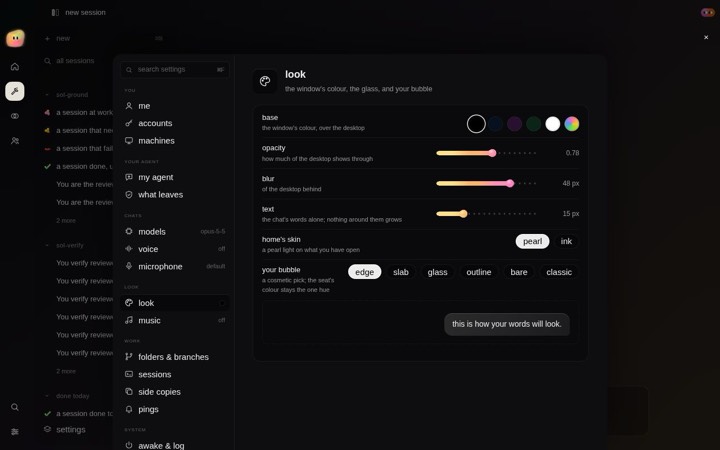 new session
new
all sessions
sol-ground
a session at work
a session that nee
a session that fail
a session done, u
You are the review
You are the review
2 more
sol-verify
You verify reviewe
You verify reviewe
You verify reviewe
You verify reviewe
You verify reviewe
You verify reviewe
2 more
done today
a session done to
settings
search settings
YOU
me
accounts
machines
YOUR AGENT
my agent
what leaves
CHATS
models opus-5-5
voice off
microphone default
LOOK
look
music off
WORK
folders & branches
sessions
side copies
pings
SYSTEM
awake & log
look
the window's colour, the glass, and your bubble
base
the window's colour, over the desktop
opacity
how much of the desktop shows through
0.78
blur
of the desktop behind
48 px
text
the chat's words alone; nothing around them grows
15 px
home's skin
a pearl light on what you have open
pearl ink
your bubble
a cosmetic pick; the seat's
colour stays the one hue
edge slab glass outline bare classic
this is how your words will look.